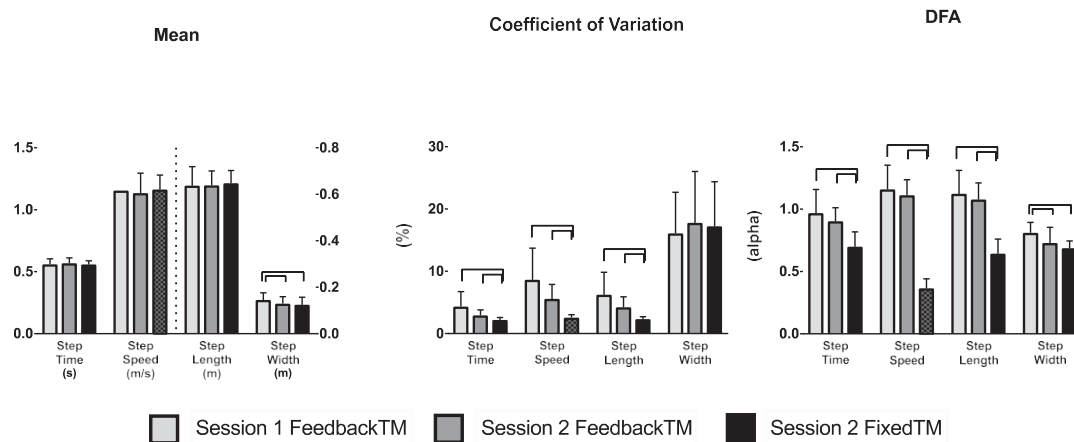 Mean
Coefficient of Variation
DFA
1.5
1.0
0.5
0.0
-0.8
-0.6
-0.4
-0.2
-0.0
Step Time (s)
Step Speed (m/s)
Step Length (m)
Step Width (m)
(%)
30
20
10
0
Step Time
Step Speed
Step Length
Step Width
(alpha)
1.5
1.0
0.5
0.0
Step Time
Step Speed
Step Length
Step Width
Session 1 FeedbackTM
Session 2 FeedbackTM
Session 2 FixedTM